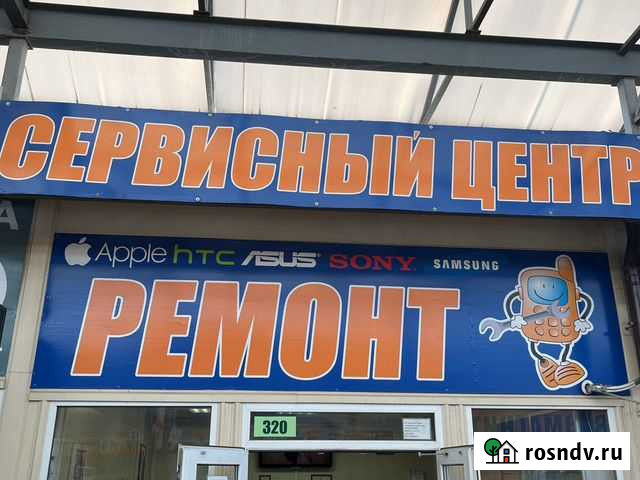 СЕРВИСНЫЙ ЦЕНТР
Apple hTC ASUS SONY SAMSUNG
РЕМОНТ
320
rosndv.ru